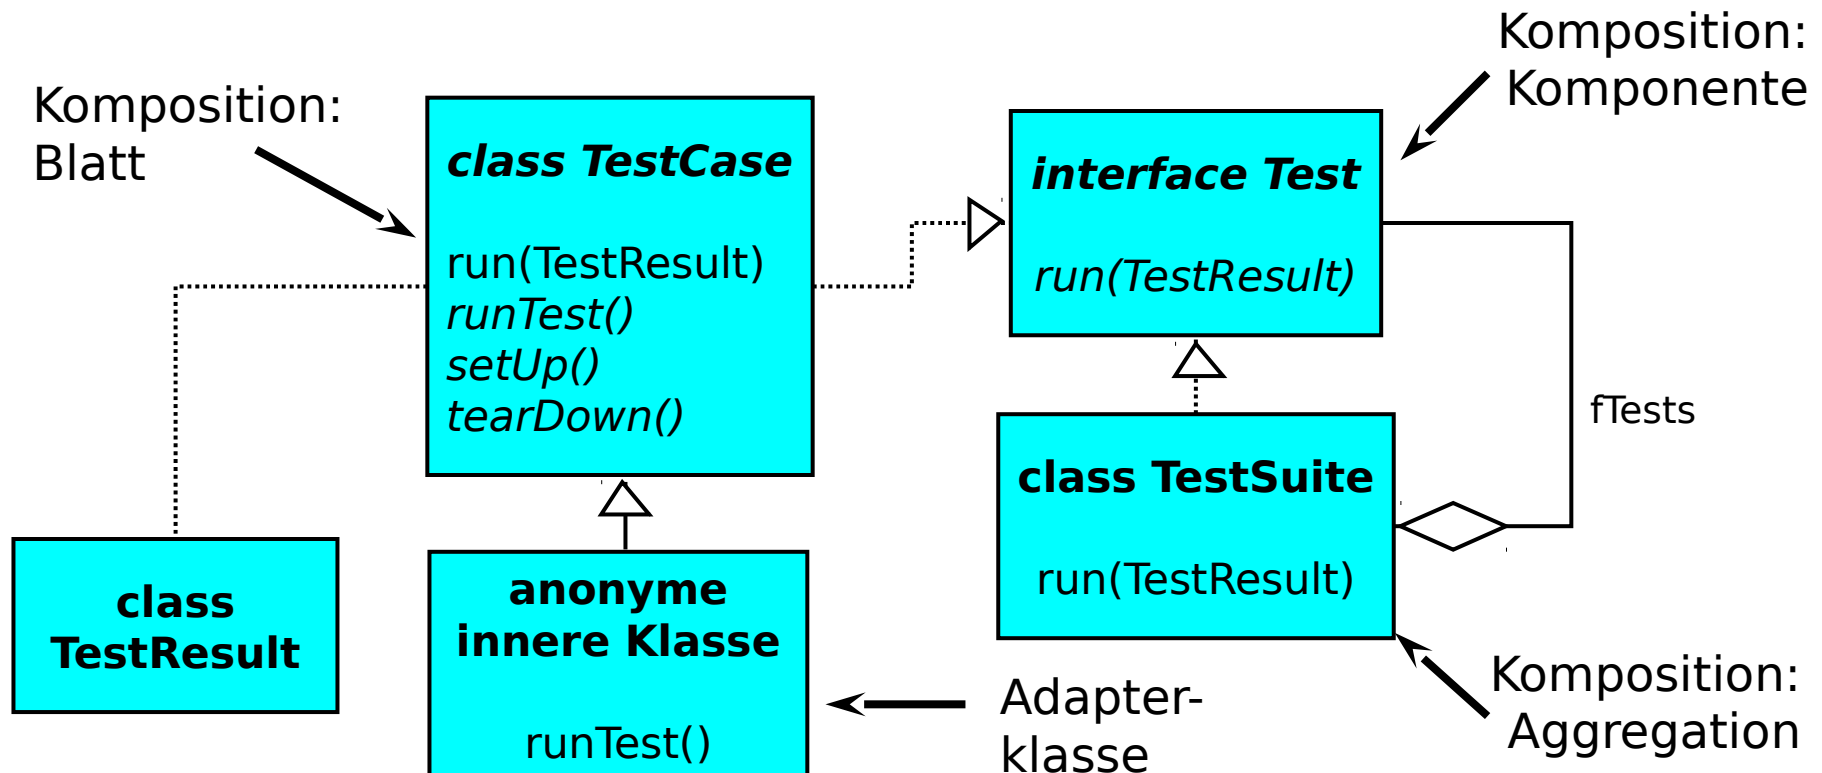 Komposition:
Blatt
class TestCase
run(TestResult)
runTest()
setUp()
tearDown()
Komposition:
Komponente
interface Test
run(TestResult)
fTests
class TestSuite
run(TestResult)
class
TestResult
anonyme
innere Klasse
runTest()
Adapter-
klasse
Komposition:
Aggregation